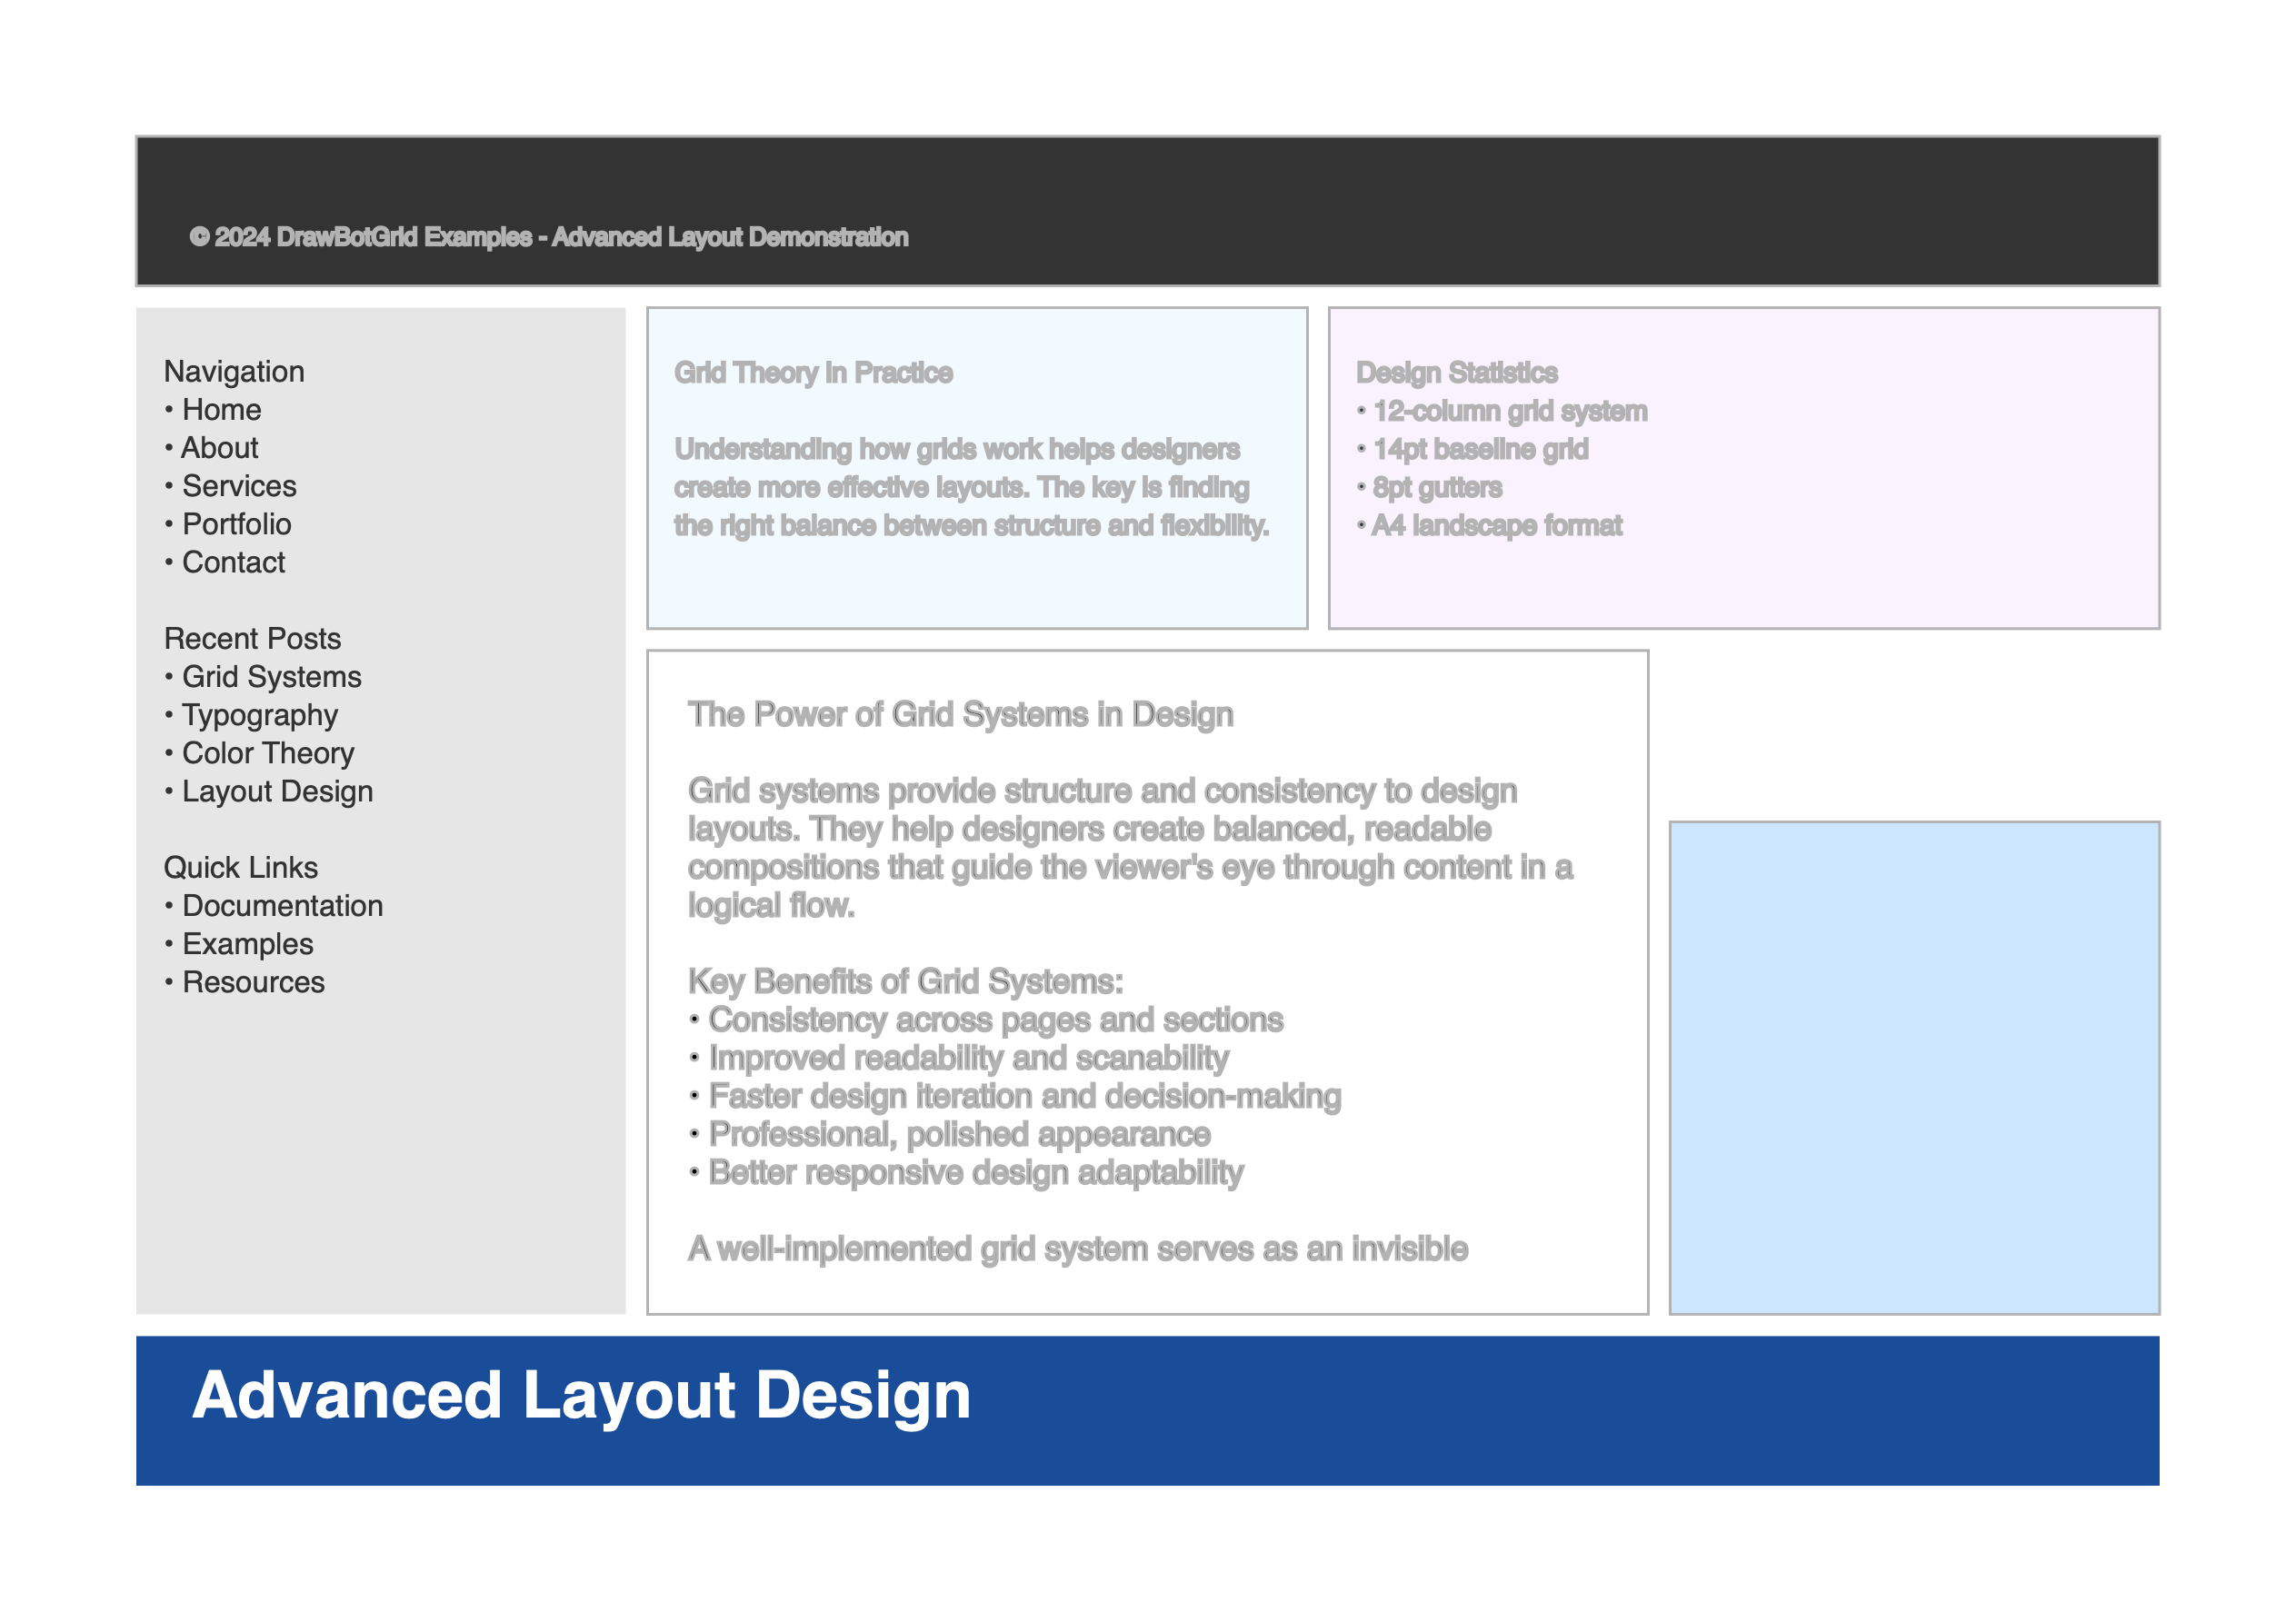 © 2024 DrawBotGrid Examples - Advanced Layout Demonstration
Navigation
• Home
• About
• Services
• Portfolio
• Contact
Recent Posts
• Grid Systems
• Typography
• Color Theory
• Layout Design
Quick Links
• Documentation
• Examples
• Resources
Grid Theory in Practice
Understanding how grids work helps designers
create more effective layouts. The key is finding
the right balance between structure and flexibility.
Design Statistics
• 12-column grid system
• 14pt baseline grid
• 8pt gutters
• A4 landscape format
The Power of Grid Systems in Design
Grid systems provide structure and consistency to design
layouts. They help designers create balanced, readable
compositions that guide the viewer's eye through content in a
logical flow.
Key Benefits of Grid Systems:
• Consistency across pages and sections
• Improved readability and scanability
• Faster design iteration and decision-making
• Professional, polished appearance
• Better responsive design adaptability
A well-implemented grid system serves as an invisible
Advanced Layout Design